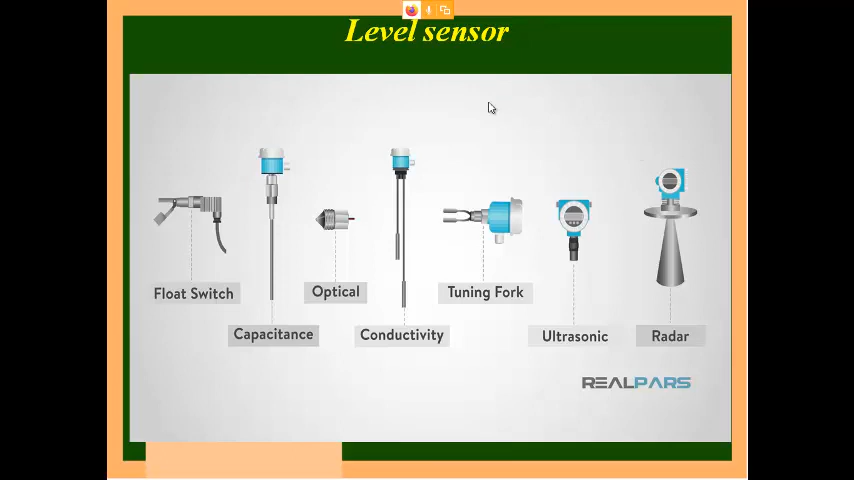 Level sensor
Float Switch
Capacitance
Optical
Conductivity
Tuning Fork
Ultrasonic
Radar
REALPARS